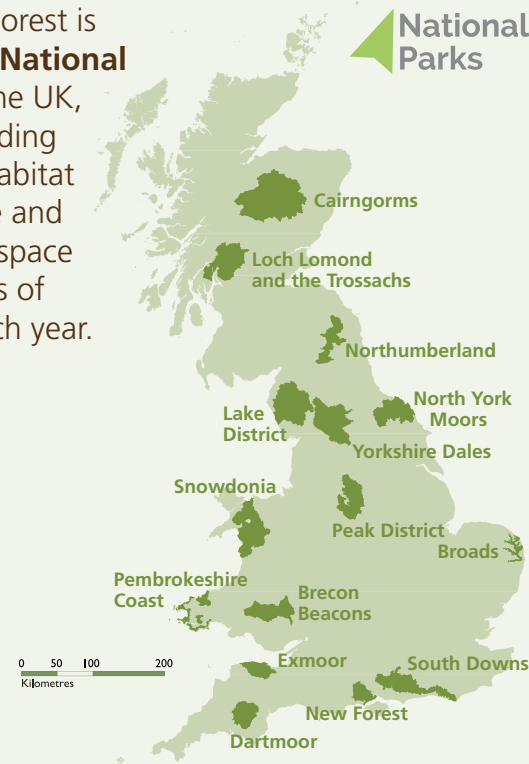 orest is
National
ne UK,
ding
abitat
e and
space
s of
ch year.
National
Parks
Cairngorms
Loch Lomond
and the Trossachs
Northumberland
North York
Moors
Lake
District
Yorkshire Dales
Snowdonia
Peak District
Broads
Pembrokeshire
Coast
Brecon
Beacons
Exmoor
South Downs
New Forest
Dartmoor
0 50 100 200
Kilometres